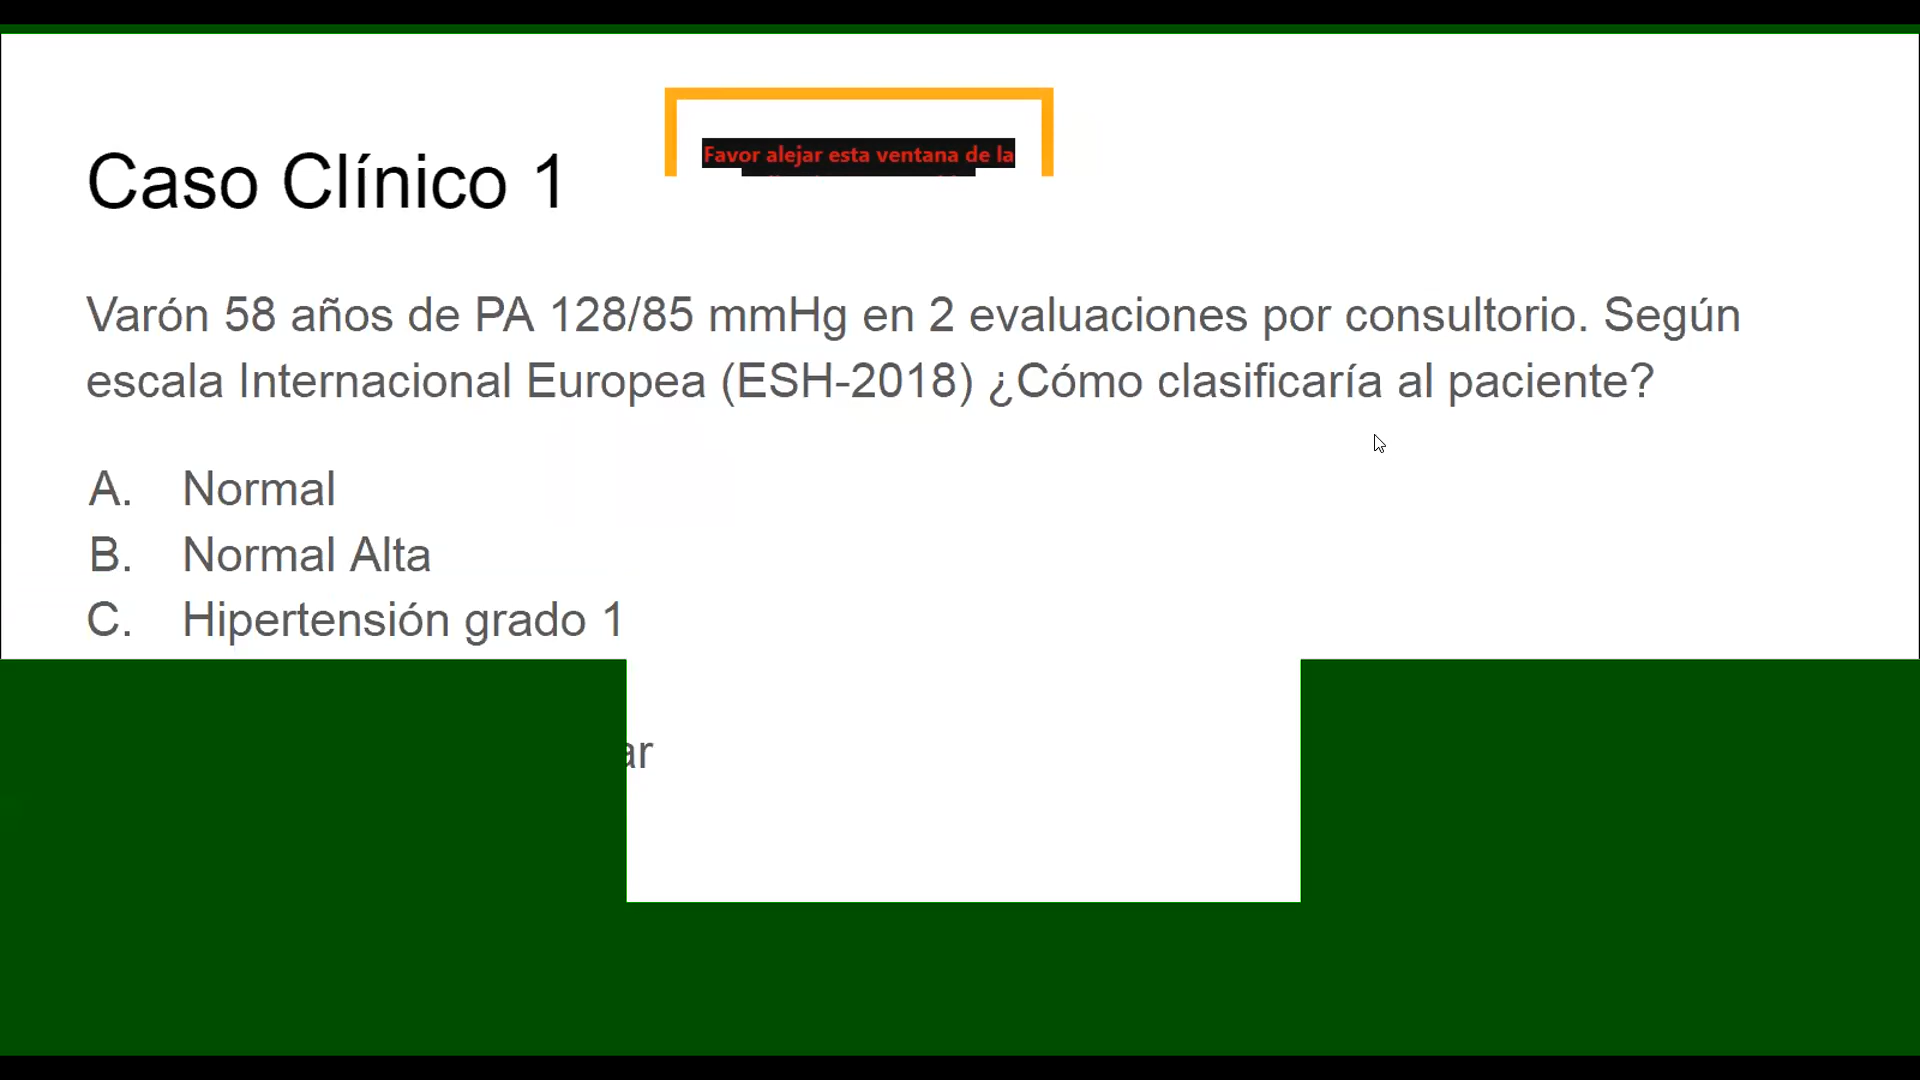 Favor alejar esta ventana de la
Caso Clínico 1
Varón 58 años de PA 128/85 mmHg en 2 evaluaciones por consultorio. Según
escala Internacional Europea (ESH-2018) ¿Cómo clasificaría al paciente?
A. Normal
B. Normal Alta
C. Hipertensión grado 1
ar